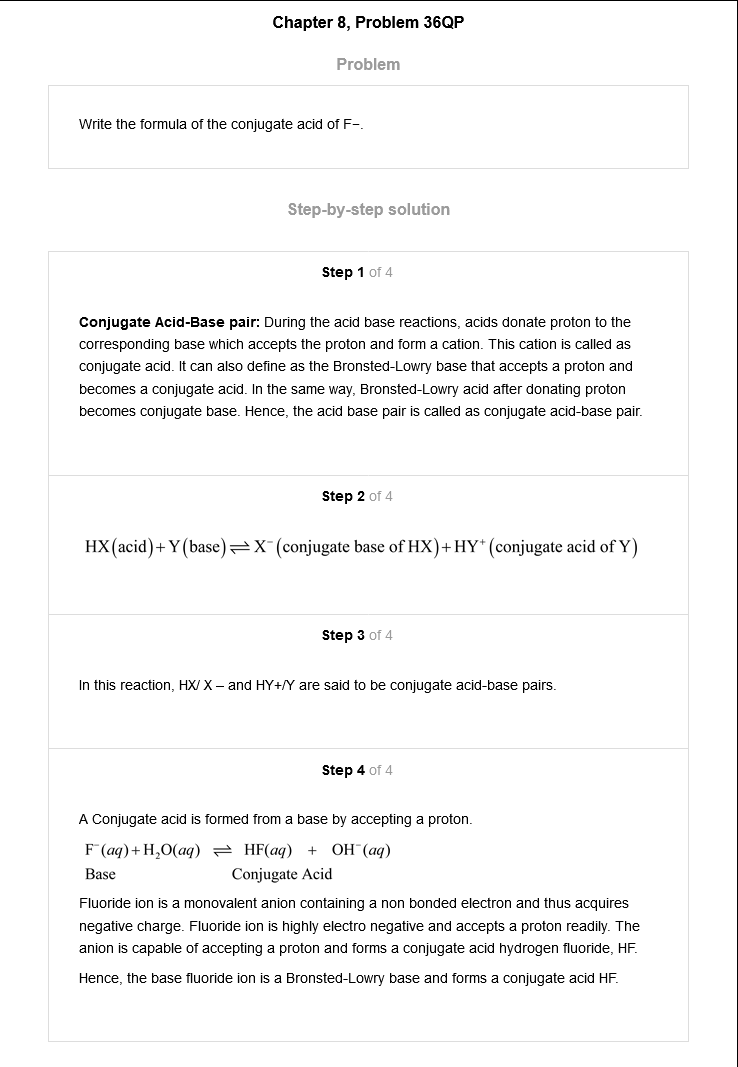 Chapter 8, Problem 36QP
Problem
Write the formula of the conjugate acid of F−.
Step-by-step solution
Step 1 of 4
Conjugate Acid-Base pair: During the acid base reactions, acids donate proton to the
corresponding base which accepts the proton and form a cation. This cation is called as
conjugate acid. It can also define as the Bronsted-Lowry base that accepts a proton and
becomes a conjugate acid. In the same way, Bronsted-Lowry acid after donating proton
becomes conjugate base. Hence, the acid base pair is called as conjugate acid-base pair.
Step 2 of 4
HX(acid)+Y(base)⇌X⁻(conjugate base of HX)+HY⁺(conjugate acid of Y)
Step 3 of 4
In this reaction, HX/ X – and HY+/Y are said to be conjugate acid-base pairs.
Step 4 of 4
A Conjugate acid is formed from a base by accepting a proton.
F⁻(aq)+H₂O(aq) ⇌ HF(aq) + OH⁻(aq)
Base Conjugate Acid
Fluoride ion is a monovalent anion containing a non bonded electron and thus acquires
negative charge. Fluoride ion is highly electro negative and accepts a proton readily. The
anion is capable of accepting a proton and forms a conjugate acid hydrogen fluoride, HF.
Hence, the base fluoride ion is a Bronsted-Lowry base and forms a conjugate acid HF.